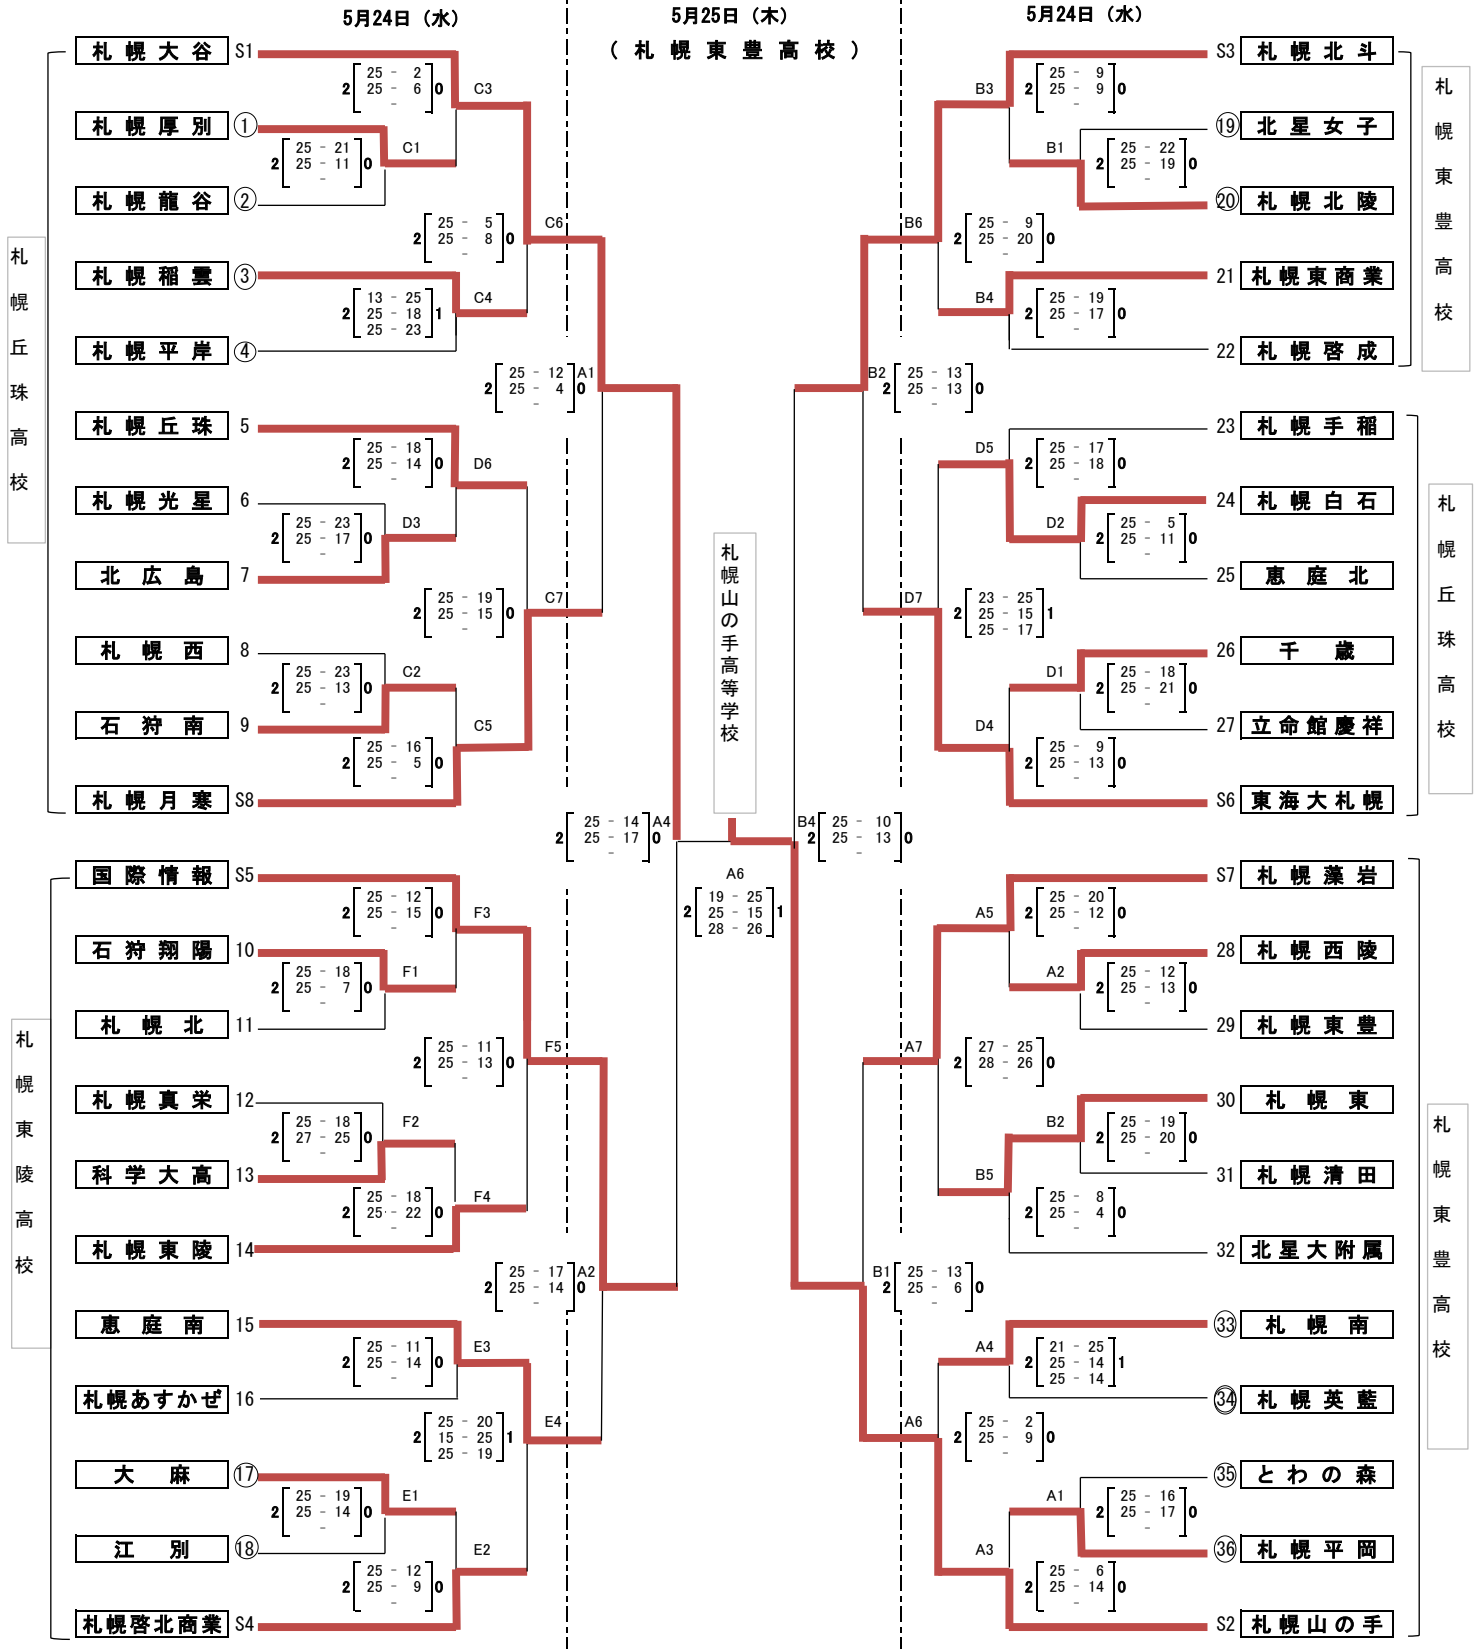 5月24日（水）
5月25日（木）
（札幌東豊高校）
5月24日（水）
札幌丘珠高校
札幌大谷 S1
25 - 2
2 25 - 6 0
-
C3
札幌厚別 ①
25 - 21
2 25 - 11 0
-
C1
札幌龍谷 ②
25 - 5
2 25 - 8 0
-
C6
札幌稲雲 ③
13 - 25
2 25 - 18 1
25 - 23
C4
札幌平岸 ④
25 - 12
2 25 - 4 0
-
A1
札幌丘珠 5
25 - 18
2 25 - 14 0
-
D6
札幌光星 6
25 - 23
2 25 - 17 0
-
D3
北広島 7
25 - 19
2 25 - 15 0
-
C7
札幌西 8
25 - 23
2 25 - 13 0
-
C2
石狩南 9
25 - 16
2 25 - 5 0
-
C5
札幌月寒 S8
25 - 14
2 25 - 17 0
-
A4
札幌東陵高校
国際情報 S5
25 - 12
2 25 - 15 0
-
F3
石狩翔陽 10
25 - 18
2 25 - 7 0
-
F1
札幌北 11
25 - 11
2 25 - 13 0
-
F5
札幌真栄 12
25 - 18
2 27 - 25 0
-
F2
科学大高 13
25 - 18
2 25 - 22 0
-
F4
札幌東陵 14
25 - 17
2 25 - 14 0
-
A2
恵庭南 15
25 - 11
2 25 - 14 0
-
E3
札幌あすかぜ 16
25 - 20
2 15 - 25 1
25 - 19
E4
大麻 ⑰
25 - 19
2 25 - 14 0
-
E1
江別 ⑱
25 - 12
2 25 - 9 0
-
E2
札幌啓北商業 S4
札幌山の手高等学校
A6
19 - 25
2 25 - 15 1
28 - 26
札幌東豊高校
S3 札幌北斗
B3
25 - 9
2 25 - 9 0
-
⑲ 北星女子
B1
25 - 22
2 25 - 19 0
-
⑳ 札幌北陵
B6
25 - 9
2 25 - 20 0
-
21 札幌東商業
B4
25 - 19
2 25 - 17 0
-
22 札幌啓成
B2
25 - 13
2 25 - 13 0
-
札幌丘珠高校
23 札幌手稲
D5
25 - 17
2 25 - 18 0
-
24 札幌白石
D2
25 - 5
2 25 - 11 0
-
25 恵庭北
D7
23 - 25
2 25 - 15 1
25 - 17
26 千歳
D1
25 - 18
2 25 - 21 0
-
27 立命館慶祥
D4
25 - 9
2 25 - 13 0
-
S6 東海大札幌
B4
25 - 10
2 25 - 13 0
-
札幌東豊高校
S7 札幌藻岩
A5
25 - 20
2 25 - 12 0
-
28 札幌西陵
A2
25 - 12
2 25 - 13 0
-
29 札幌東豊
A7
27 - 25
2 28 - 26 0
-
30 札幌東
B2
25 - 19
2 25 - 20 0
-
31 札幌清田
B5
25 - 8
2 25 - 4 0
-
32 北星大附属
B1
25 - 13
2 25 - 6 0
-
㉝ 札幌南
A4
21 - 25
2 25 - 14 1
25 - 14
㉞ 札幌英藍
A6
25 - 2
2 25 - 9 0
-
㉟ とわの森
A1
25 - 16
2 25 - 17 0
-
㊱ 札幌平岡
A3
25 - 6
2 25 - 14 0
-
S2 札幌山の手